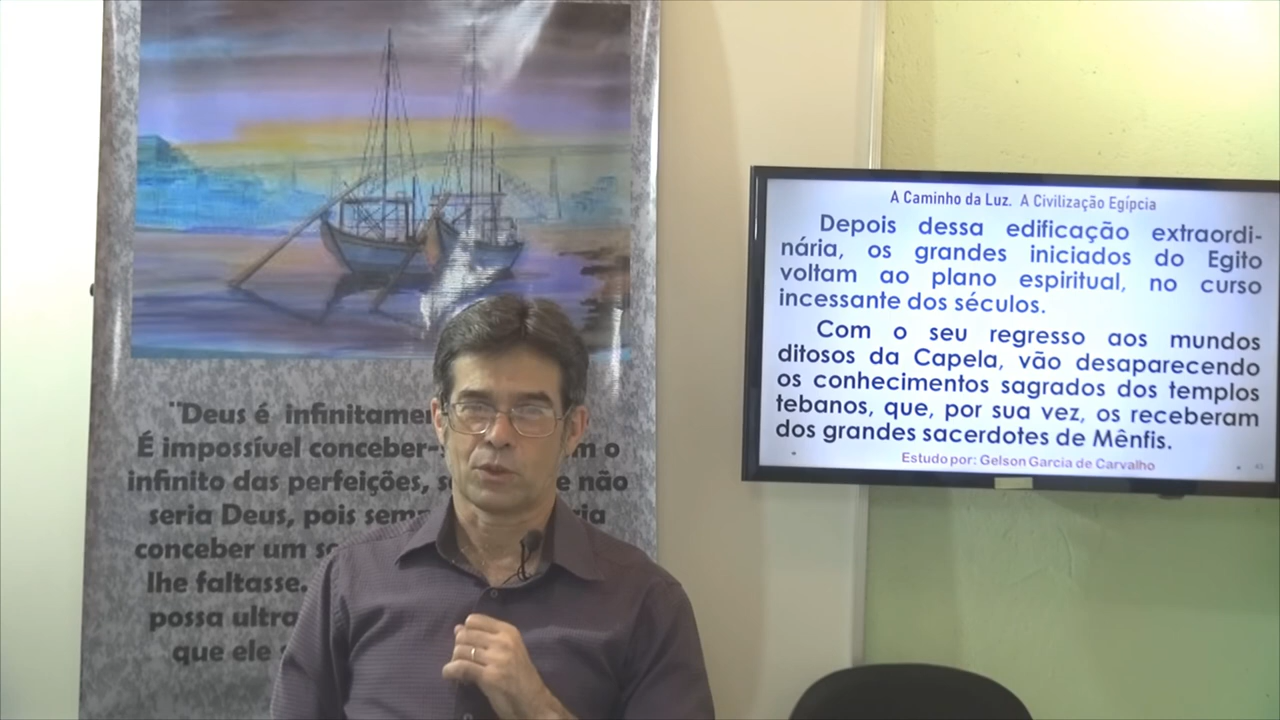 ¨Deus é infinitamen
É impossível conceber-s m o
infinito das perfeições, s e não
seria Deus, pois semp ria
conceber um se
lhe faltasse.
possa ultra
que ele
A Caminho da Luz. A Civilização Egípcia
Depois dessa edificação extraordi-
nária, os grandes iniciados do Egito
voltam ao plano espiritual, no curso
incessante dos séculos.
Com o seu regresso aos mundos
ditosos da Capela, vão desaparecendo
os conhecimentos sagrados dos templos
tebanos, que, por sua vez, os receberam
dos grandes sacerdotes de Mênfis.
Estudo por: Gelson Garcia de Carvalho